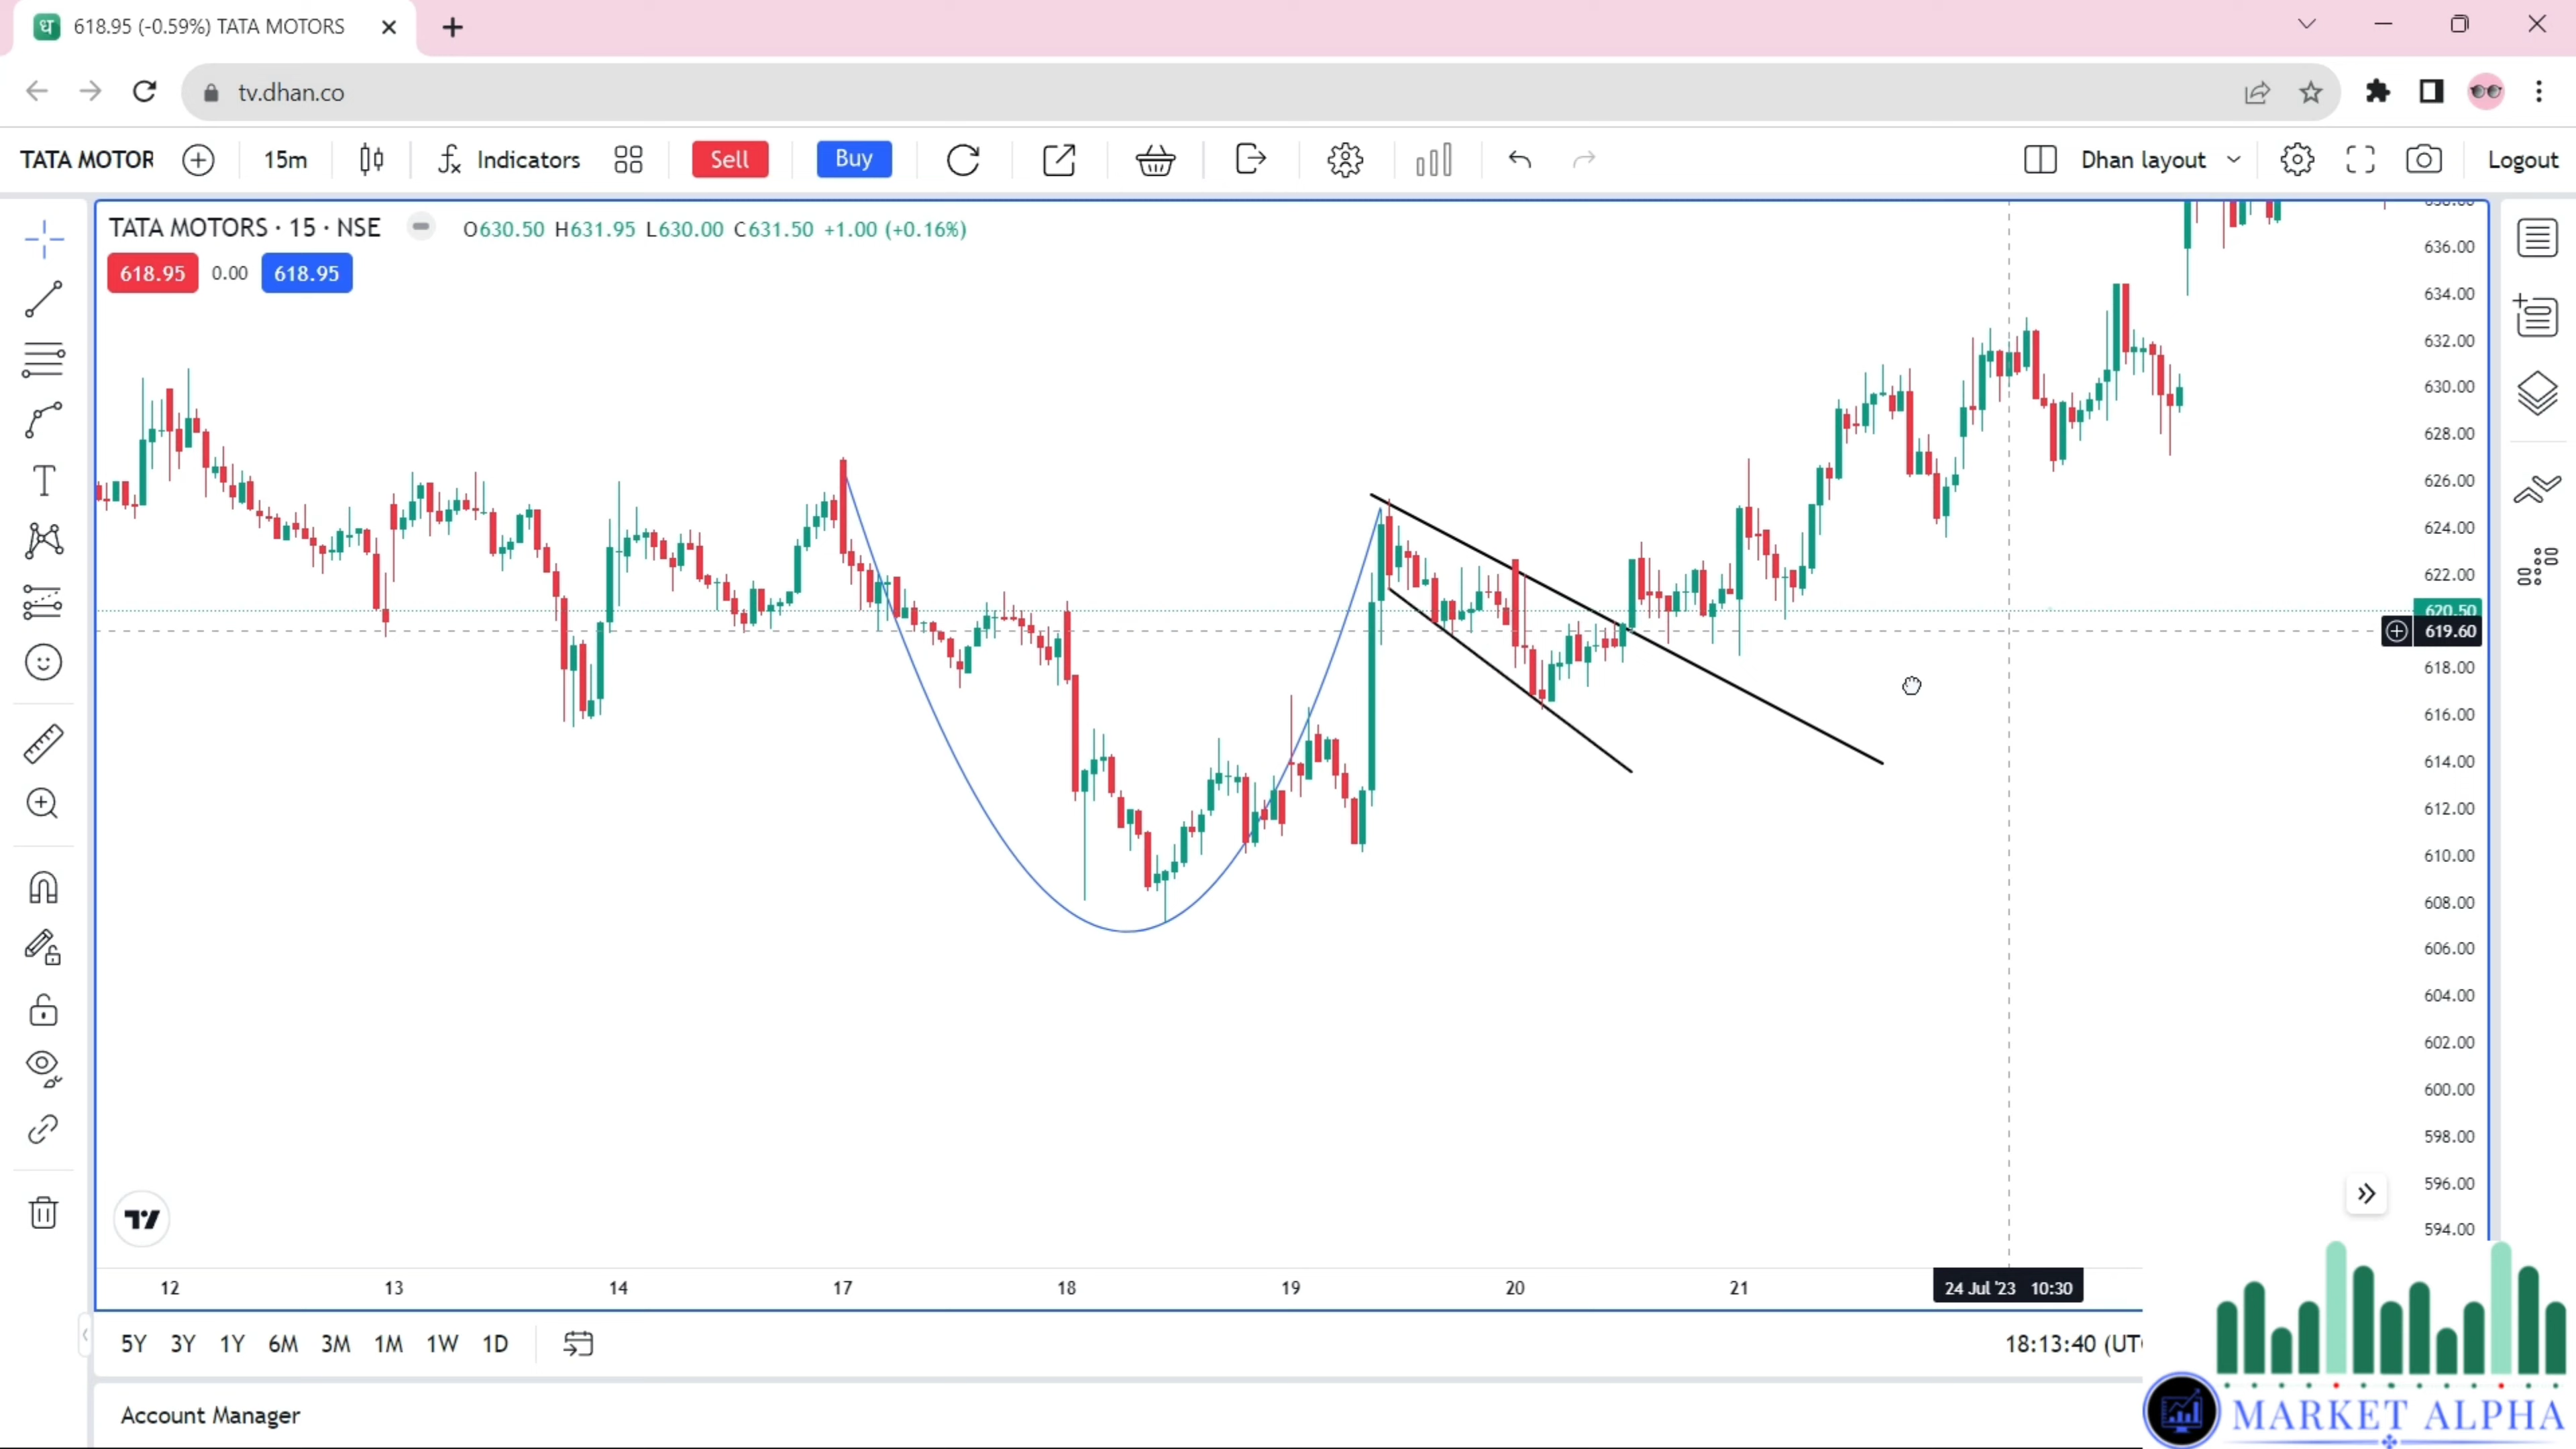 618.95 (-0.59%) TATA MOTORS
tv.dhan.co
TATA MOTOR 15m Indicators Sell Buy Dhan layout Logout
TATA MOTORS · 15 · NSE O630.50 H631.95 L630.00 C631.50 +1.00 (+0.16%)
618.95 0.00 618.95
636.00
634.00
632.00
630.00
628.00
626.00
624.00
622.00
620.50
619.60
618.00
616.00
614.00
612.00
610.00
608.00
606.00
604.00
602.00
600.00
598.00
596.00
594.00
12 13 14 17 18 19 20 21 24 Jul '23 10:30
5Y 3Y 1Y 6M 3M 1M 1W 1D 18:13:40 (UT
Account Manager
MARKET ALPHA